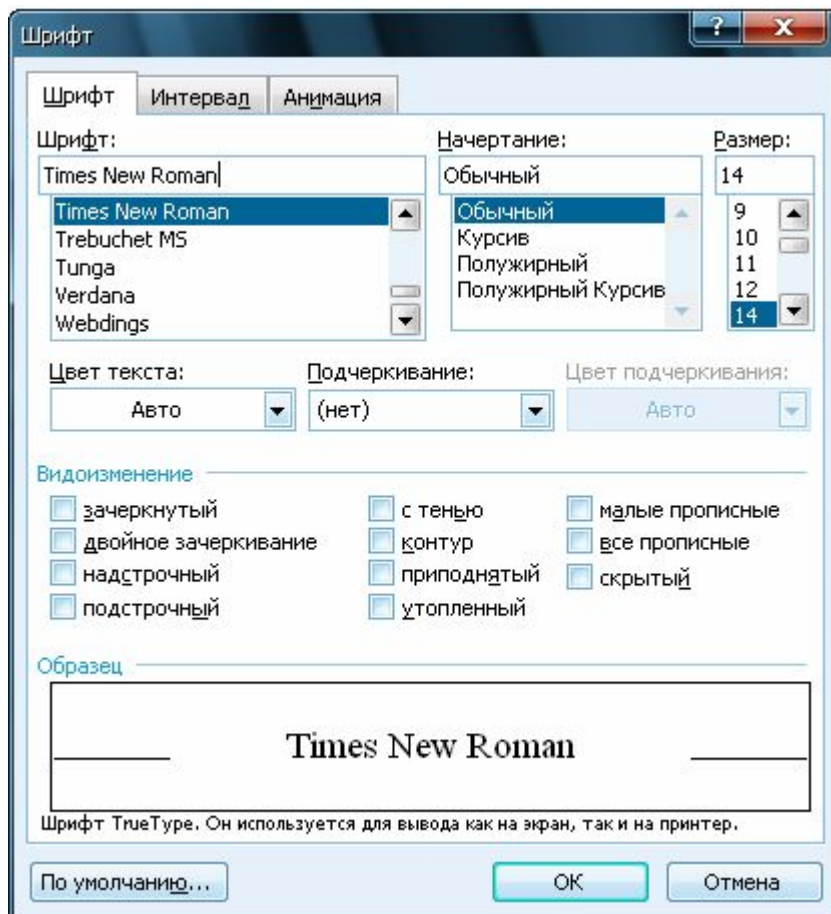 Шрифт
?
X
Шрифт Интервал Анимация
Шрифт: Начертание: Размер:
Times New Roman Обычный 14
Times New Roman Обычный 9
Trebuchet MS Курсив 10
Tunga Полужирный 11
Verdana Полужирный Курсив 12
Webdings 14
Цвет текста: Подчеркивание: Цвет подчеркивания:
Авто (нет) Авто
Видоизменение
зачеркнутый с тенью малые прописные
двойное зачеркивание контур все прописные
надстрочный приподнятый скрытый
подстрочный утопленный
Образец
Times New Roman
Шрифт TrueType. Он используется для вывода как на экран, так и на принтер.
По умолчанию... ОК Отмена